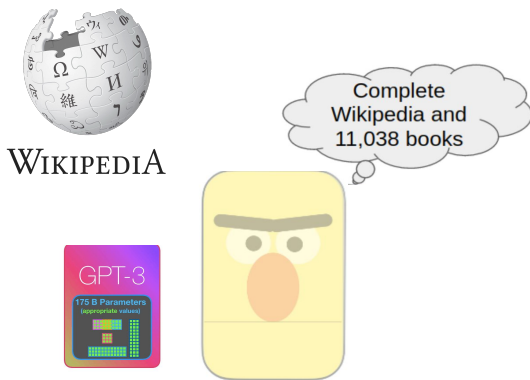 Ω
W
И
維
WIKIPEDIA
Complete
Wikipedia and
11,038 books
GPT-3
175 B Parameters
(appropriate values)